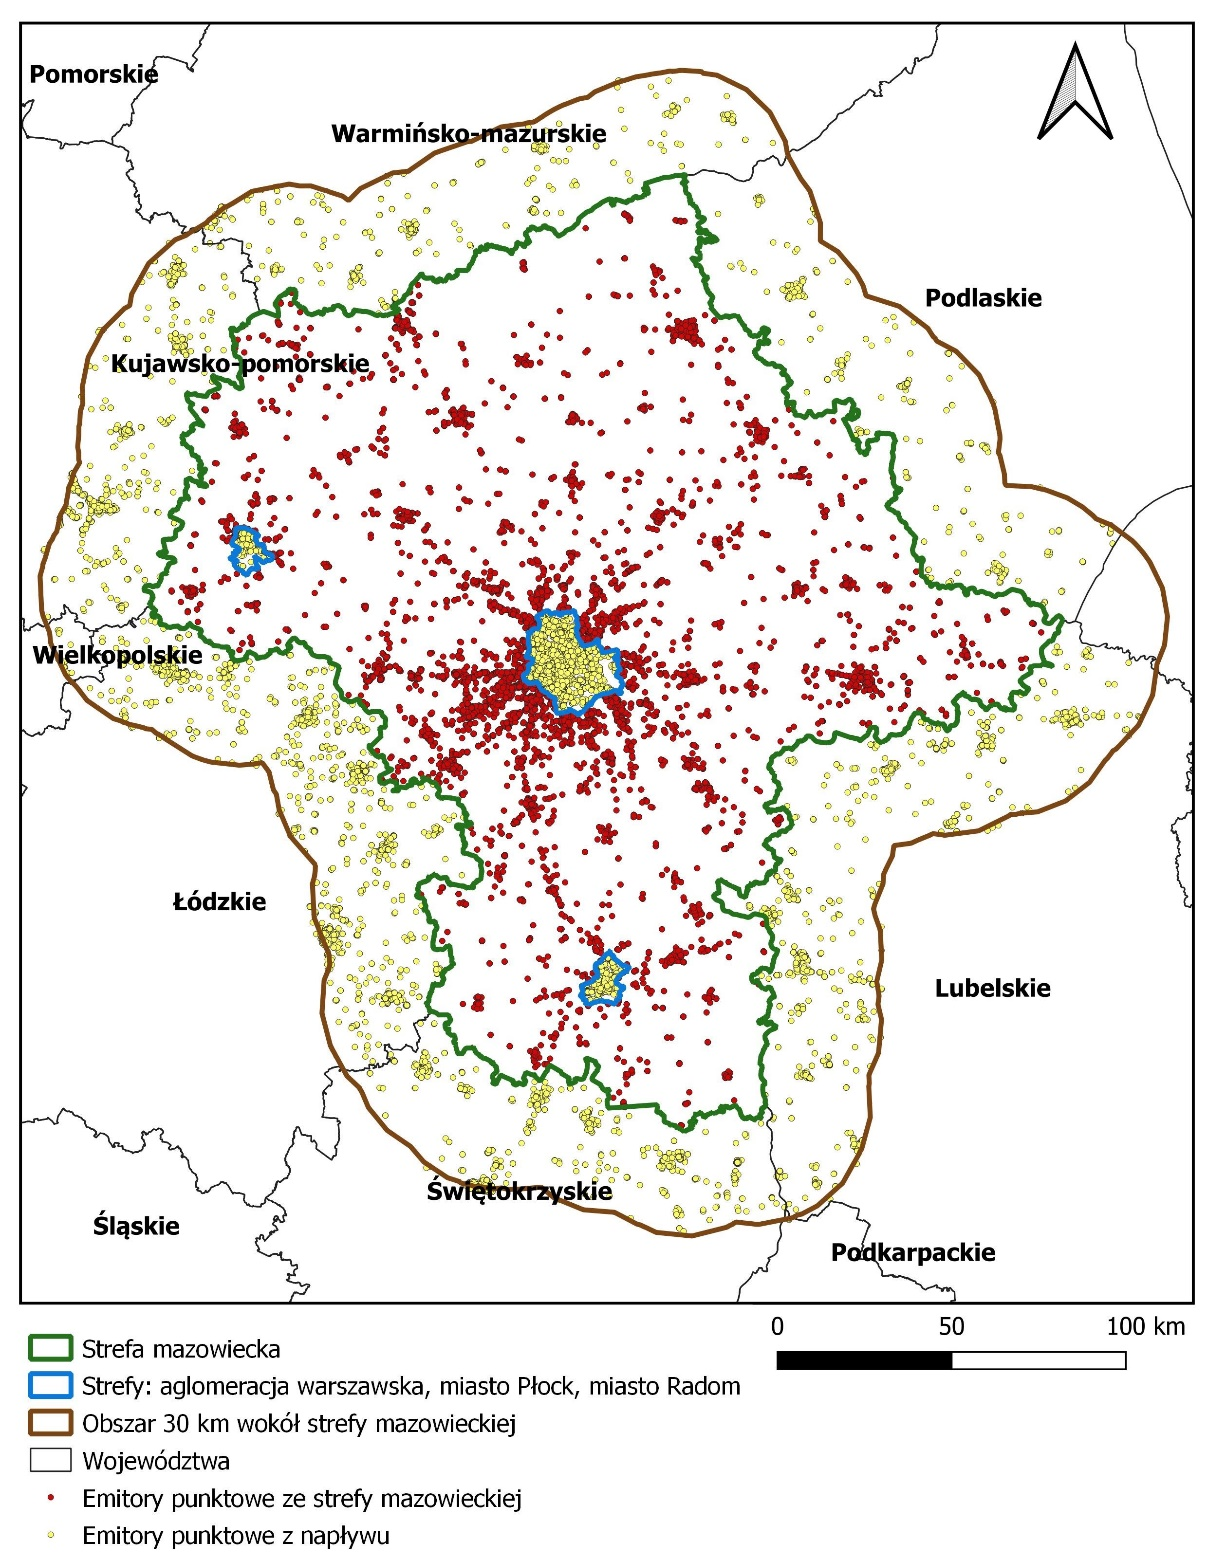 Pomorskie
Warmińsko-mazurskie
Podlaskie
Kujawsko-pomorskie
Wielkopolskie
Łódzkie
Lubelskie
Świętokrzyskie
Śląskie
Podkarpackie
0 50 100 km
Strefa mazowiecka
Strefy: aglomeracja warszawska, miasto Płock, miasto Radom
Obszar 30 km wokół strefy mazowieckiej
Województwa
Emitory punktowe ze strefy mazowieckiej
Emitory punktowe z napływu